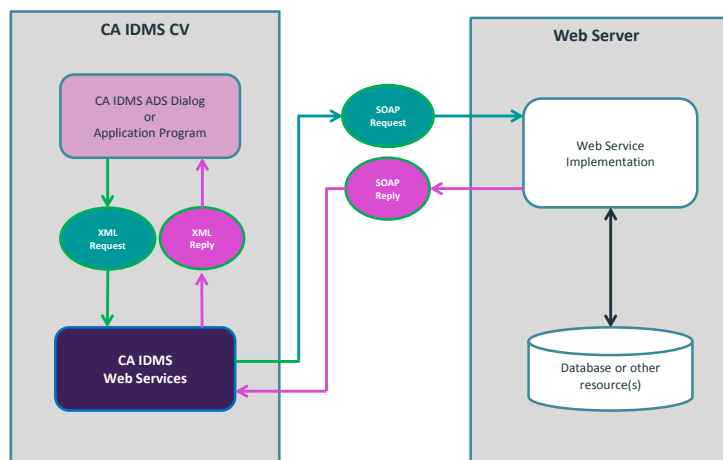 CA IDMS CV
CA IDMS ADS Dialog
or
Application Program
XML
Request
XML
Reply
CA IDMS
Web Services
SOAP
Request
SOAP
Reply
Web Server
Web Service
Implementation
Database or other
resource(s)